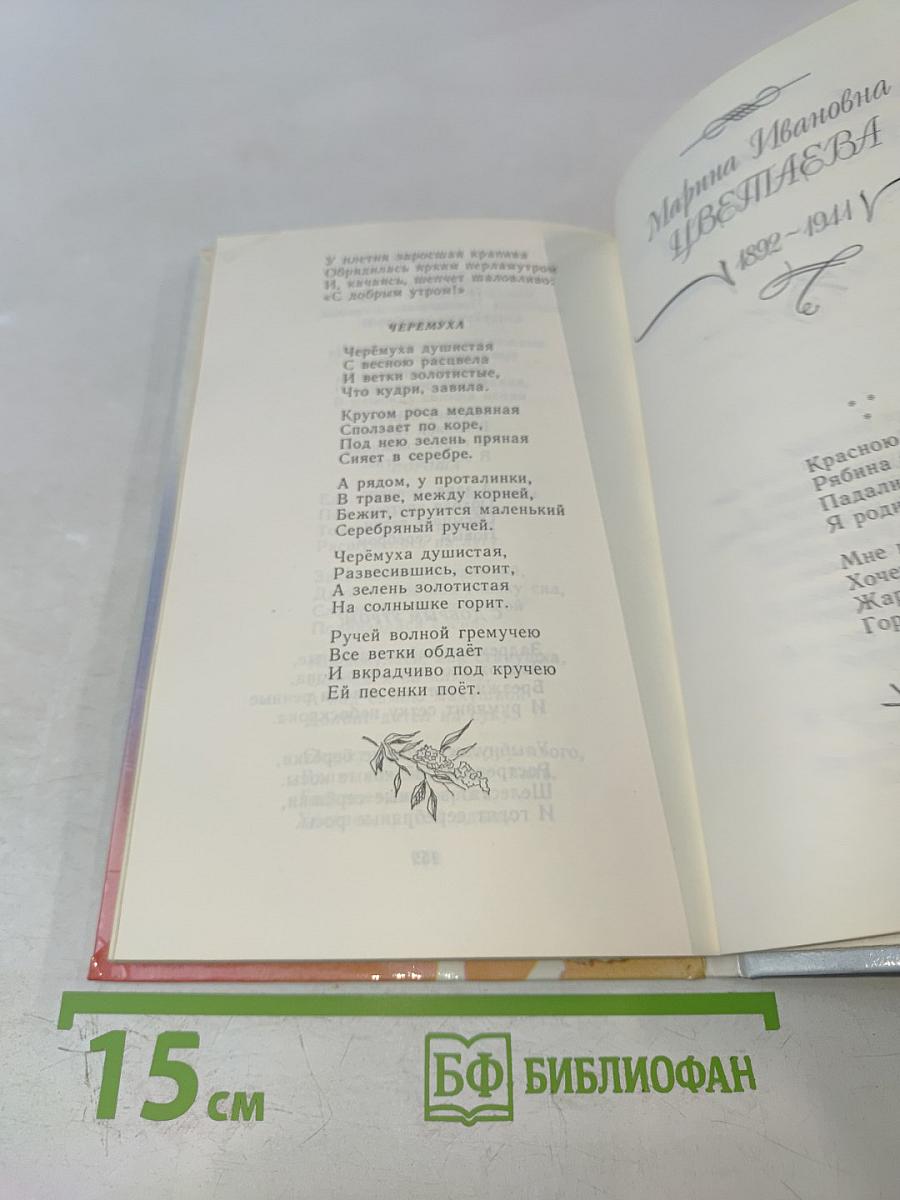 У плетня заросшая крапива
Обрядилась ярким перламутром
И, качаясь, шепчет шаловливо:
«С добрым утром!»
ЧЕРЁМУХА
Черёмуха душистая
С весною расцвела
И ветки золотистые,
Что кудри, завила.
Кругом роса медвяная
Сползает по коре,
Под нею зелень пряная
Сияет в серебре.
А рядом, у проталинки,
В траве, между корней,
Бежит, струится маленький
Серебряный ручей.
Черёмуха душистая,
Развесившись, стоит,
А зелень золотистая
На солнышке горит.
Ручей волной гремучею
Все ветки обдаёт
И вкрадчиво под кручею
Ей песенки поёт.
Марина Ивановна
ЦВЕТАЕВА
1892~1941
* *
*
Красною
Рябина
Падали
Я роди
Мне
Хоче
Жар
Гор
15 см
БФ БИБЛИОФАН